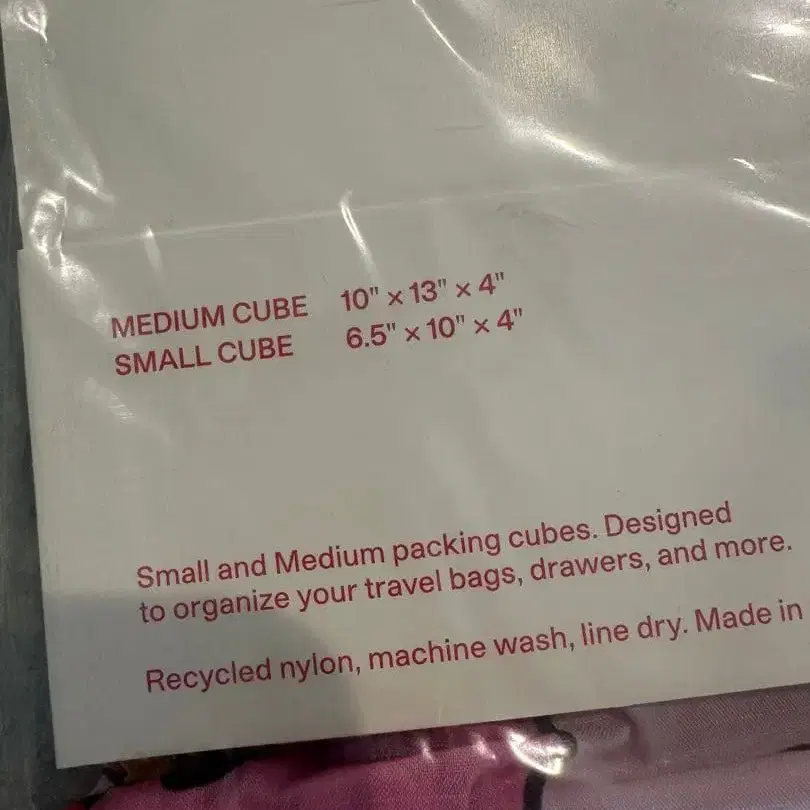 MEDIUM CUBE 10" x 13" x 4"
SMALL CUBE 6.5" x 10" x 4"
Small and Medium packing cubes. Designed
to organize your travel bags, drawers, and more.
Recycled nylon, machine wash, line dry. Made in